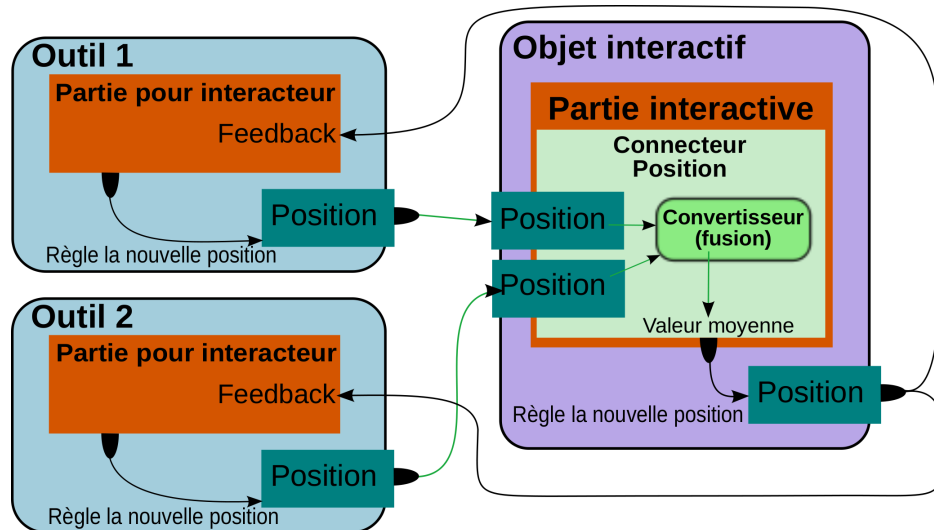 Outil 1
Partie pour interacteur
Feedback
Position
Règle la nouvelle position
Outil 2
Partie pour interacteur
Feedback
Position
Règle la nouvelle position
Objet interactif
Partie interactive
Connecteur
Position
Position
Convertisseur
(fusion)
Position
Valeur moyenne
Règle la nouvelle position
Position